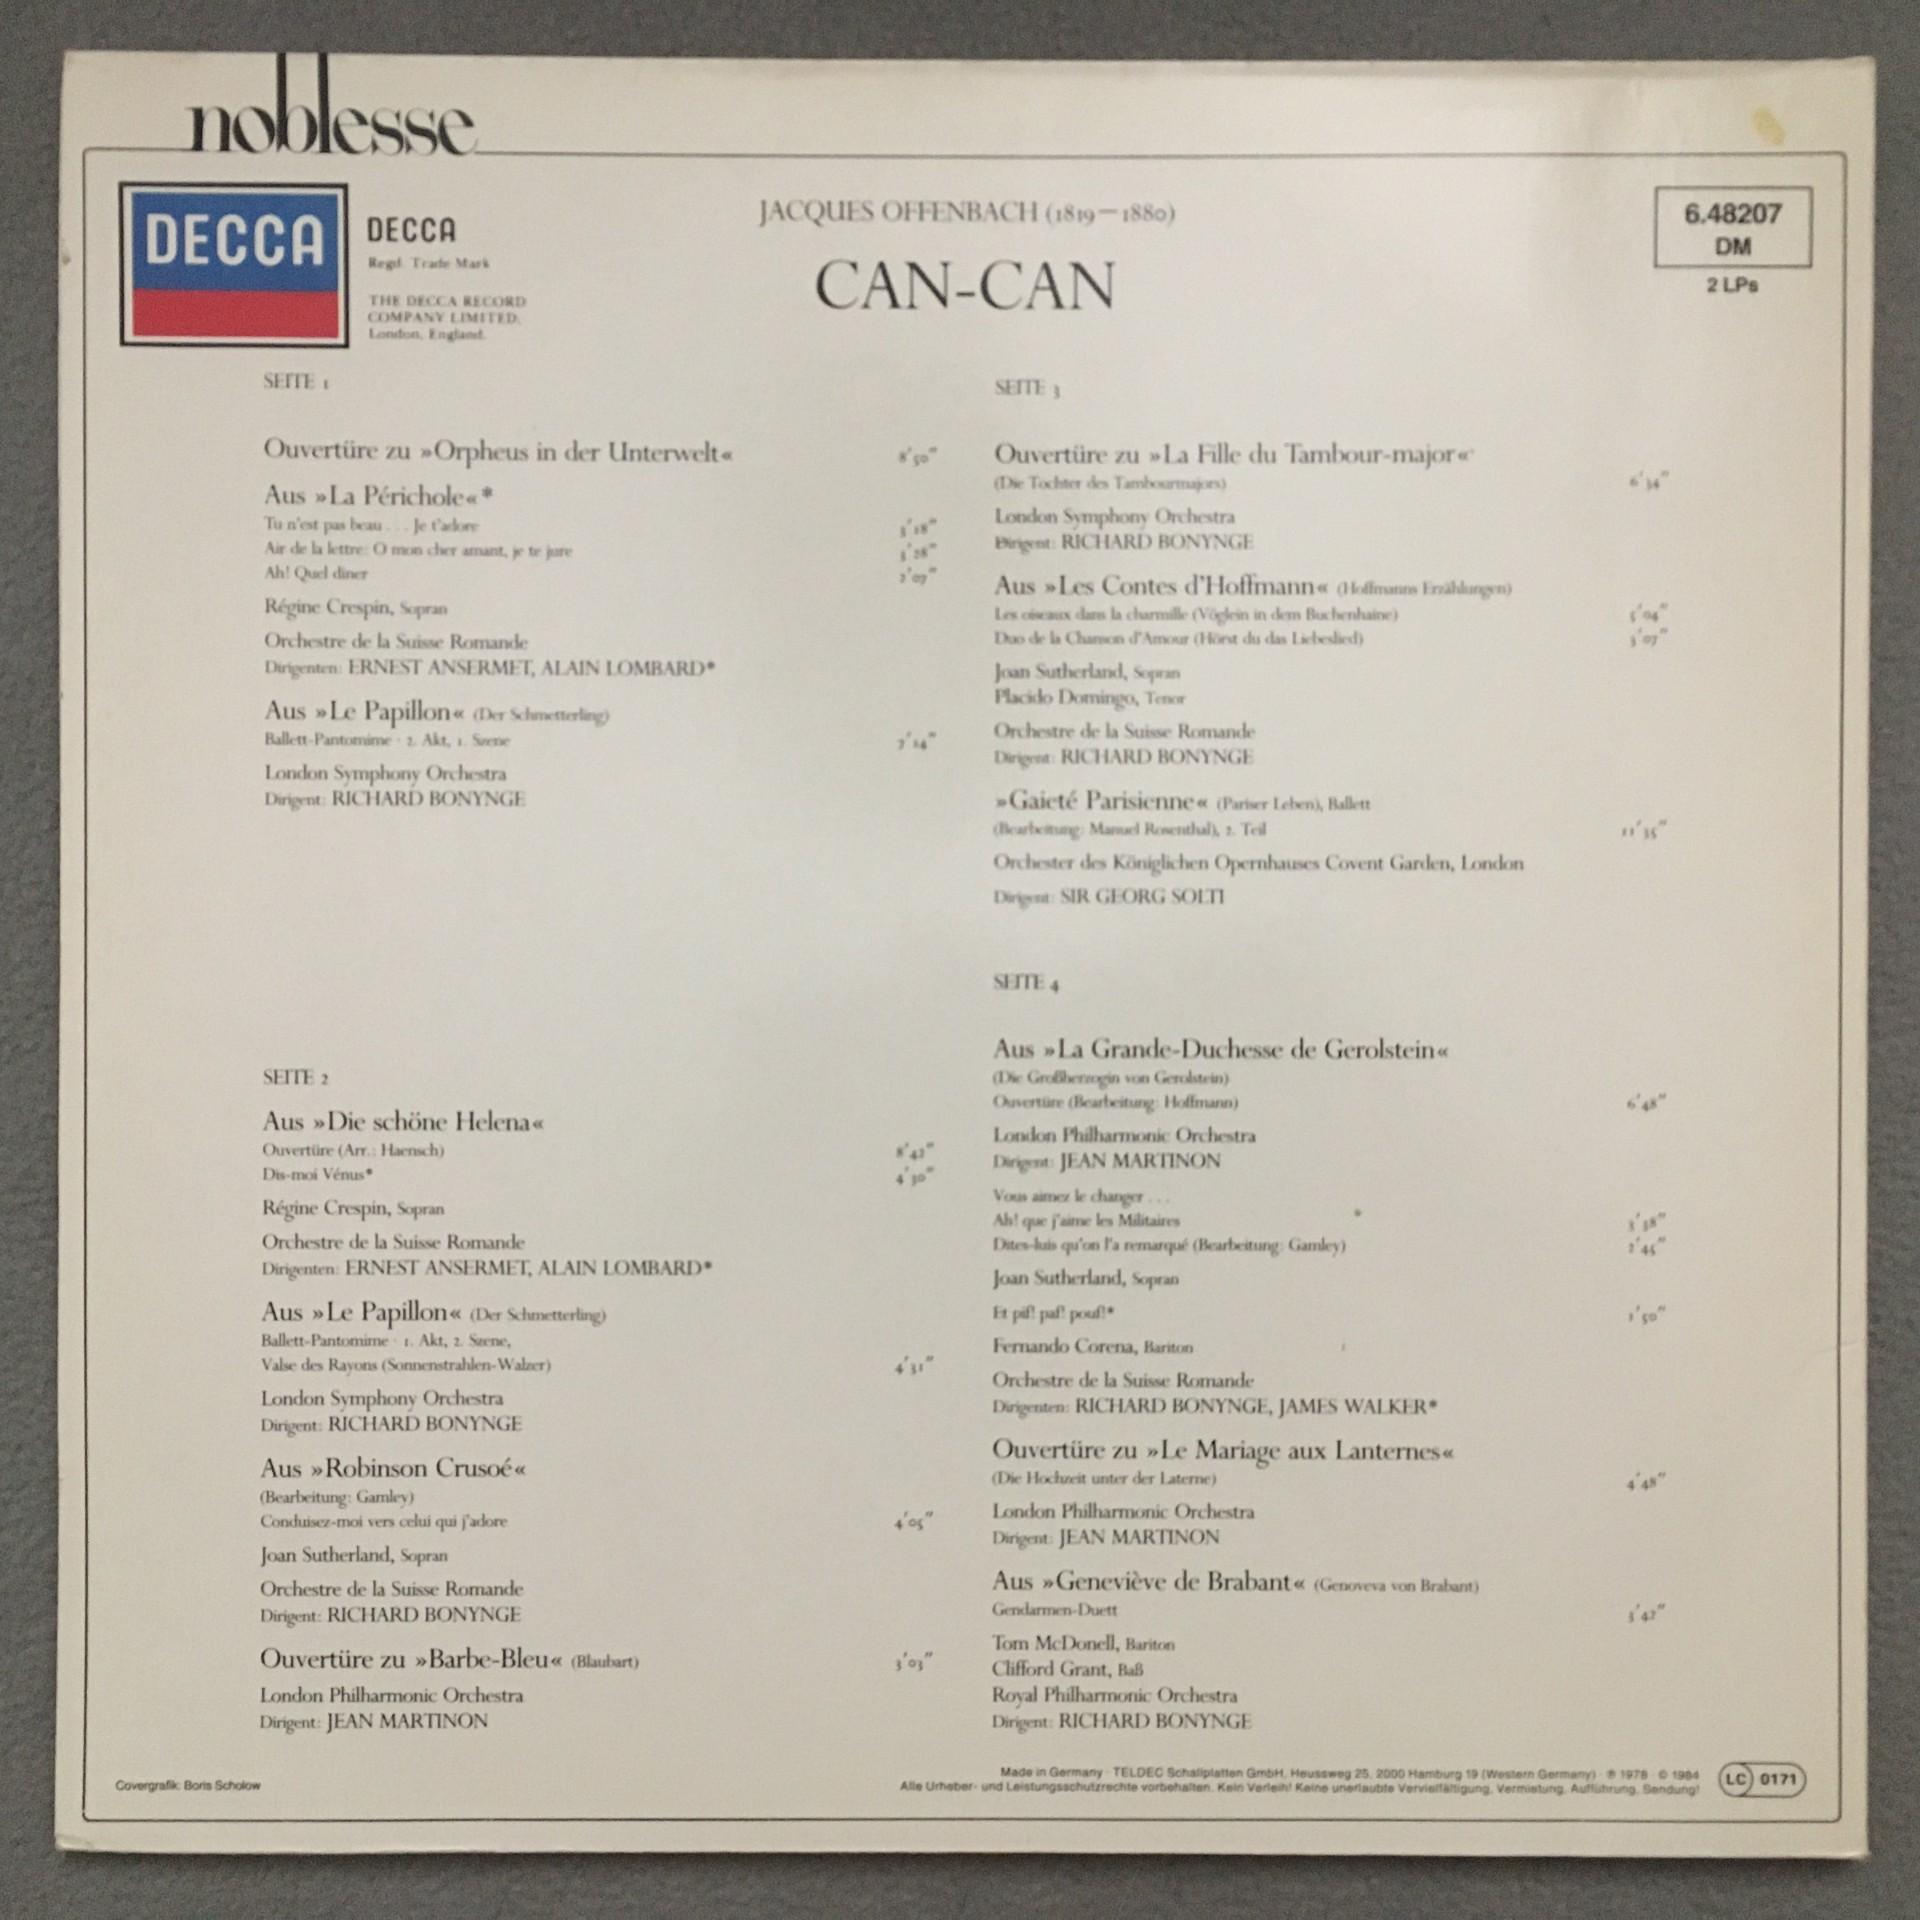 noblesse
DECCA
DECCA
Regd. Trade Mark
THE DECCA RECORD
COMPANY LIMITED,
London, England.
JACQUES OFFENBACH (1819–1880)
CAN-CAN
6.48207
DM
2 LPs
SEITE 1
Ouvertüre zu »Orpheus in der Unterwelt« 8'50"
Aus »La Périchole«*
Tu n'est pas beau . . . Je t'adore 3'18"
Air de la lettre: O mon cher amant, je te jure 3'28"
Ah! Quel diner 2'07"
Régine Crespin, Sopran
Orchestre de la Suisse Romande
Dirigenten: ERNEST ANSERMET, ALAIN LOMBARD*
Aus »Le Papillon« (Der Schmetterling)
Ballett-Pantomime · 2. Akt, 1. Szene 7'14"
London Symphony Orchestra
Dirigent: RICHARD BONYNGE
SEITE 2
Aus »Die schöne Helena«
Ouvertüre (Arr.: Haensch) 8'42"
Dis-moi Vénus* 4'30"
Régine Crespin, Sopran
Orchestre de la Suisse Romande
Dirigenten: ERNEST ANSERMET, ALAIN LOMBARD*
Aus »Le Papillon« (Der Schmetterling)
Ballett-Pantomime · 1. Akt, 2. Szene,
Valse des Rayons (Sonnenstrahlen-Walzer) 4'31"
London Symphony Orchestra
Dirigent: RICHARD BONYNGE
Aus »Robinson Crusoé«
(Bearbeitung: Gamley)
Conduisez-moi vers celui qui j'adore 4'05"
Joan Sutherland, Sopran
Orchestre de la Suisse Romande
Dirigent: RICHARD BONYNGE
Ouvertüre zu »Barbe-Bleu« (Blaubart) 3'03"
London Philharmonic Orchestra
Dirigent: JEAN MARTINON
SEITE 3
Ouvertüre zu »La Fille du Tambour-major«
(Die Tochter des Tambourmajors) 6'34"
London Symphony Orchestra
Dirigent: RICHARD BONYNGE
Aus »Les Contes d'Hoffmann« (Hoffmanns Erzählungen)
Les oiseaux dans la charmille (Vöglein in dem Buchenhaine) 5'04"
Duo de la Chanson d'Amour (Hörst du das Liebeslied) 3'07"
Joan Sutherland, Sopran
Placido Domingo, Tenor
Orchestre de la Suisse Romande
Dirigent: RICHARD BONYNGE
»Gaieté Parisienne« (Pariser Leben), Ballett
(Bearbeitung: Manuel Rosenthal), 2. Teil 11'35"
Orchester des Königlichen Opernhauses Covent Garden, London
Dirigent: SIR GEORG SOLTI
SEITE 4
Aus »La Grande-Duchesse de Gerolstein«
(Die Großherzogin von Gerolstein)
Ouvertüre (Bearbeitung: Hoffmann) 6'48"
London Philharmonic Orchestra
Dirigent: JEAN MARTINON
Vous aimez le changer . . .
Ah! que j'aime les Militaires 3'38"
Dites-luis qu'on l'a remarqué (Bearbeitung: Gamley) 2'45"
Joan Sutherland, Sopran
Et pif! paf! pouf!* 1'50"
Fernando Corena, Bariton
Orchestre de la Suisse Romande
Dirigenten: RICHARD BONYNGE, JAMES WALKER*
Ouvertüre zu »Le Mariage aux Lanternes«
(Die Hochzeit unter der Laterne) 4'48"
London Philharmonic Orchestra
Dirigent: JEAN MARTINON
Aus »Geneviève de Brabant« (Genoveva von Brabant)
Gendarmen-Duett 3'42"
Tom McDonell, Bariton
Clifford Grant, Baß
Royal Philharmonic Orchestra
Dirigent: RICHARD BONYNGE
Covergrafik: Boris Scholow
Made in Germany · TELDEC Schallplatten GmbH, Heussweg 25, 2000 Hamburg 19 (Western Germany) · ℗ 1978 · © 1984
Alle Urheber- und Leistungsschutzrechte vorbehalten. Kein Verleih! Keine unerlaubte Vervielfältigung, Vermietung, Aufführung, Sendung!
LC 0171